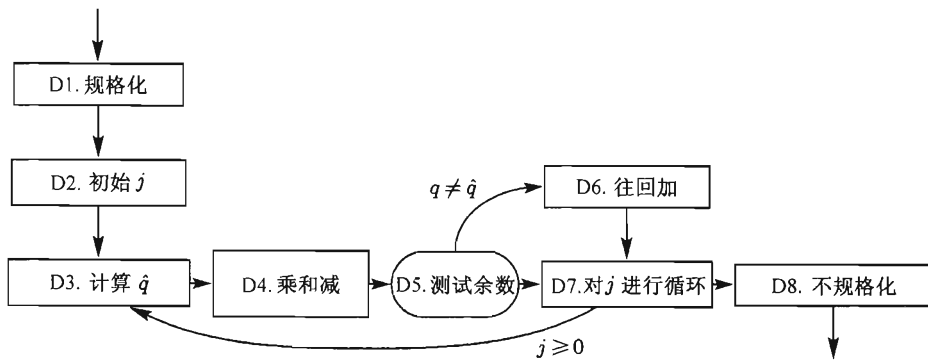 D1. 规格化
D2. 初始 j
q ≠ q̂
D6. 往回加
D3. 计算 q̂
D4. 乘和减
D5. 测试余数
D7.对 j 进行循环
D8. 不规格化
j ≥ 0